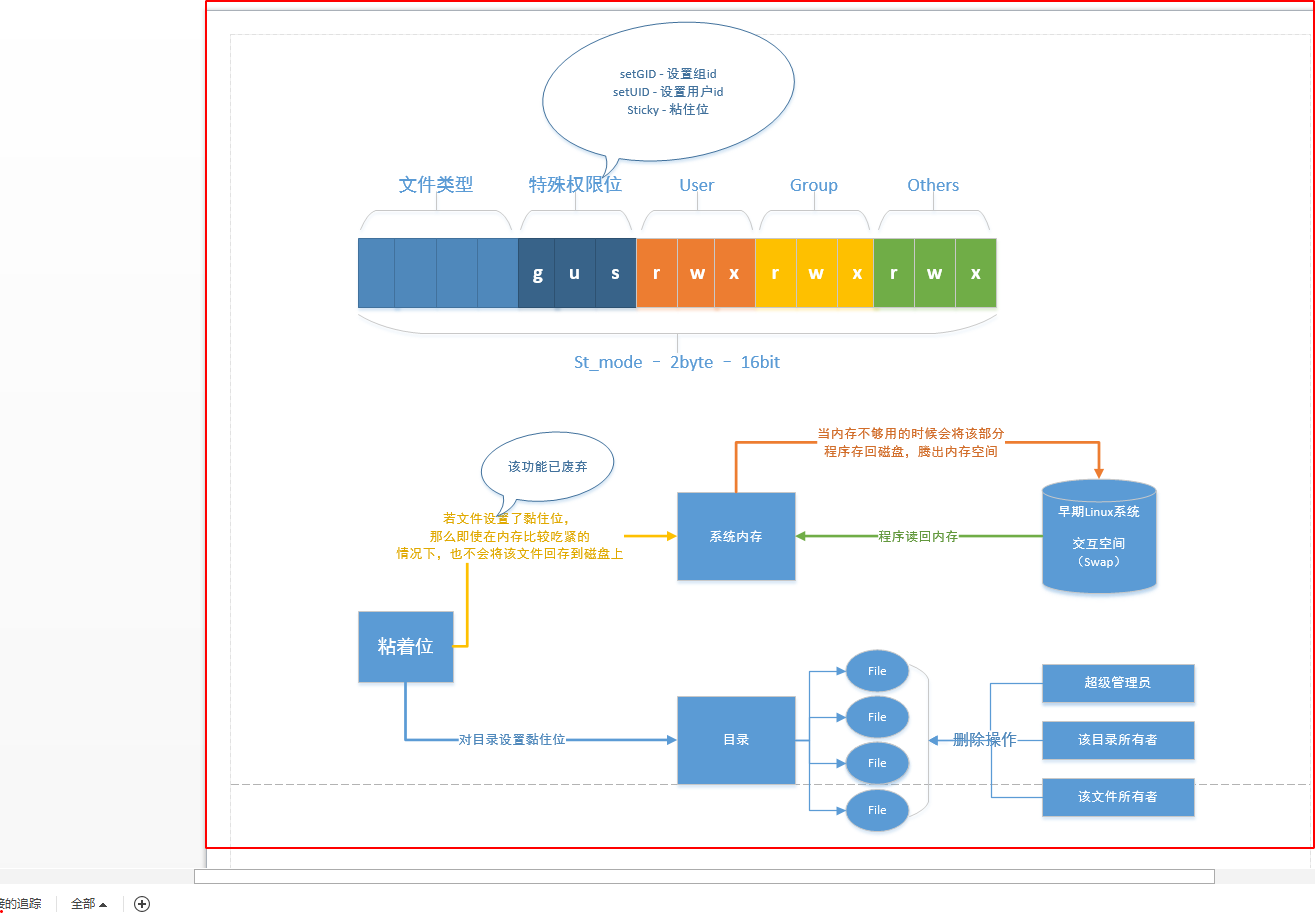 setGID - 设置组id
setUID - 设置用户id
Sticky - 粘住位
文件类型
特殊权限位
User
Group
Others
g u s r w x r w x r w x
St_mode － 2byte － 16bit
当内存不够用的时候会将该部分
程序存回磁盘，腾出内存空间
该功能已废弃
若文件设置了黏住位，
那么即使在内存比较吃紧的
情况下，也不会将该文件回存到磁盘上
系统内存
程序读回内存
早期Linux系统
交互空间
（Swap）
粘着位
对目录设置黏住位
目录
File
File
File
File
删除操作
超级管理员
该目录所有者
该文件所有者
接的追踪
全部